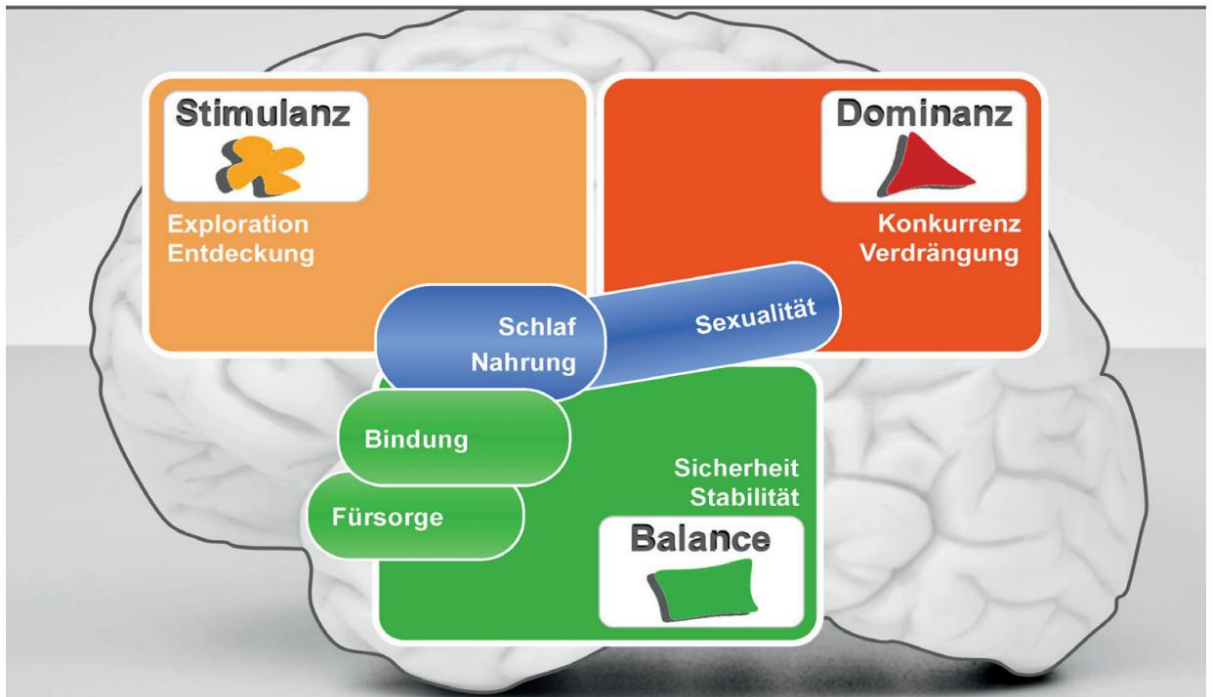 Stimulanz
Exploration
Entdeckung
Dominanz
Konkurrenz
Verdrängung
Schlaf
Nahrung
Sexualität
Bindung
Fürsorge
Sicherheit
Stabilität
Balance